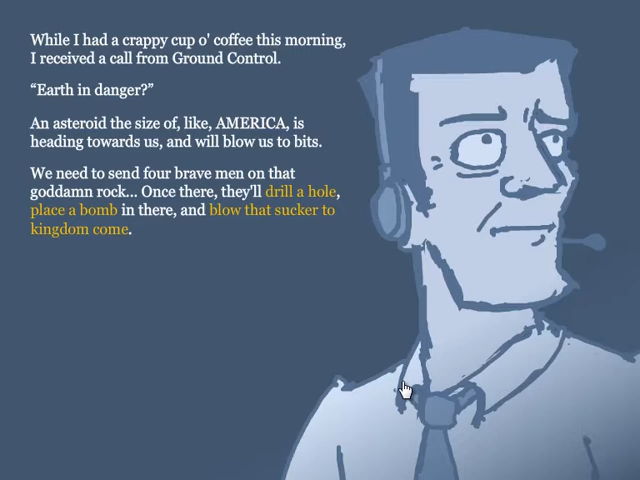 While I had a crappy cup o' coffee this morning,
I received a call from Ground Control.
“Earth in danger?”
An asteroid the size of, like, AMERICA, is
heading towards us, and will blow us to bits.
We need to send four brave men on that
goddamn rock... Once there, they'll drill a hole,
place a bomb in there, and blow that sucker to
kingdom come.